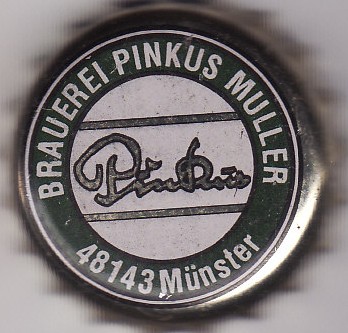 BRAUEREI PINKUS MULLER
Pinkus
48143 Münster